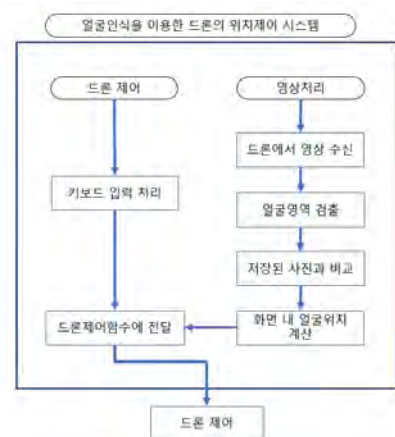 얼굴인식을 이용한 드론의 위치제어 시스템
드론 제어
영상처리
드론에서 영상 수신
키보드 입력 처리
얼굴영역 검출
저장된 사진과 비교
드론제어함수에 전달
화면 내 얼굴위치
계산
드론 제어